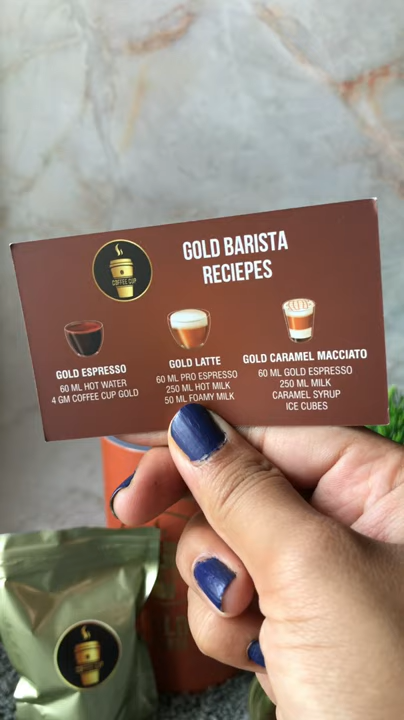 GOLD BARISTA
RECIEPES
COFFEE CUP
GOLD ESPRESSO
60 ML HOT WATER
4 GM COFFEE CUP GOLD
GOLD LATTE
60 ML PRO ESPRESSO
250 ML HOT MILK
50 ML FOAMY MILK
GOLD CARAMEL MACCIATO
60 ML GOLD ESPRESSO
250 ML MILK
CARAMEL SYRUP
ICE CUBES
COFFEE CUP